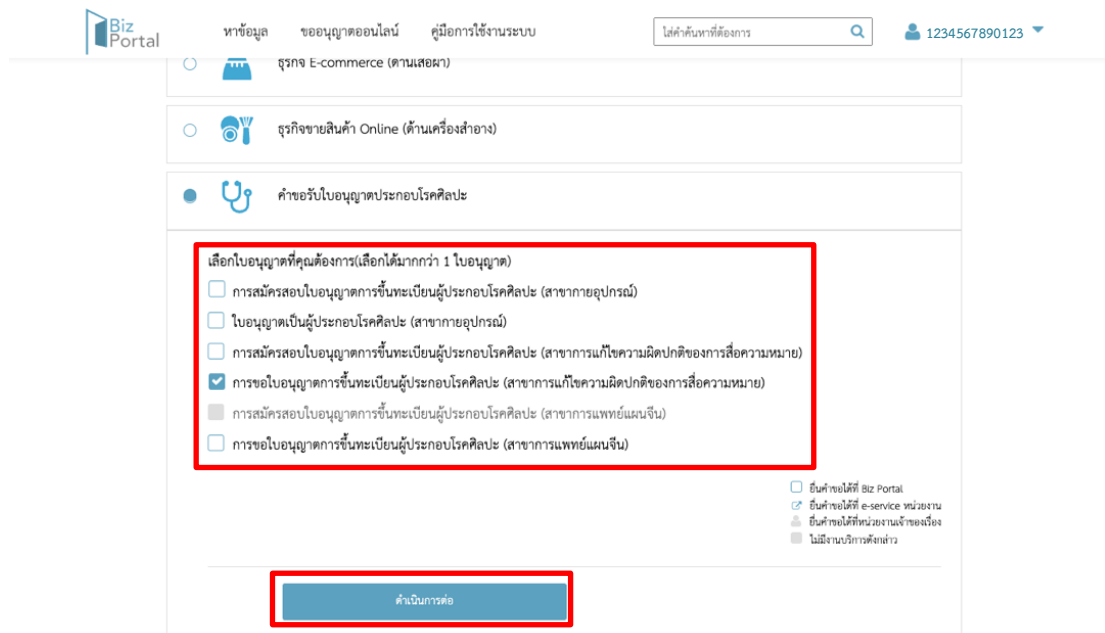 Biz
Portal
หาข้อมูล ขออนุญาตออนไลน์ คู่มือการใช้งานระบบ ใส่คำค้นหาที่ต้องการ 1234567890123
ธุรกิจ E-commerce (ด้านเสื้อผ้า)
ธุรกิจขายสินค้า Online (ด้านเครื่องสำอาง)
คำขอรับใบอนุญาตประกอบโรคศิลปะ
เลือกใบอนุญาตที่คุณต้องการ(เลือกได้มากกว่า 1 ใบอนุญาต)
การสมัครสอบใบอนุญาตการขึ้นทะเบียนผู้ประกอบโรคศิลปะ (สาขากายอุปกรณ์)
ใบอนุญาตเป็นผู้ประกอบโรคศิลปะ (สาขากายอุปกรณ์)
การสมัครสอบใบอนุญาตการขึ้นทะเบียนผู้ประกอบโรคศิลปะ (สาขาการแก้ไขความผิดปกติของการสื่อความหมาย)
การขอใบอนุญาตการขึ้นทะเบียนผู้ประกอบโรคศิลปะ (สาขาการแก้ไขความผิดปกติของการสื่อความหมาย)
การสมัครสอบใบอนุญาตการขึ้นทะเบียนผู้ประกอบโรคศิลปะ (สาขาการแพทย์แผนจีน)
การขอใบอนุญาตการขึ้นทะเบียนผู้ประกอบโรคศิลปะ (สาขาการแพทย์แผนจีน)
ยื่นคำขอได้ที่ Biz Portal
ยื่นคำขอได้ที่ e-service หน่วยงาน
ยื่นคำขอได้ที่หน่วยงานเจ้าของเรื่อง
ไม่มีงานบริการดังกล่าว
ดำเนินการต่อ